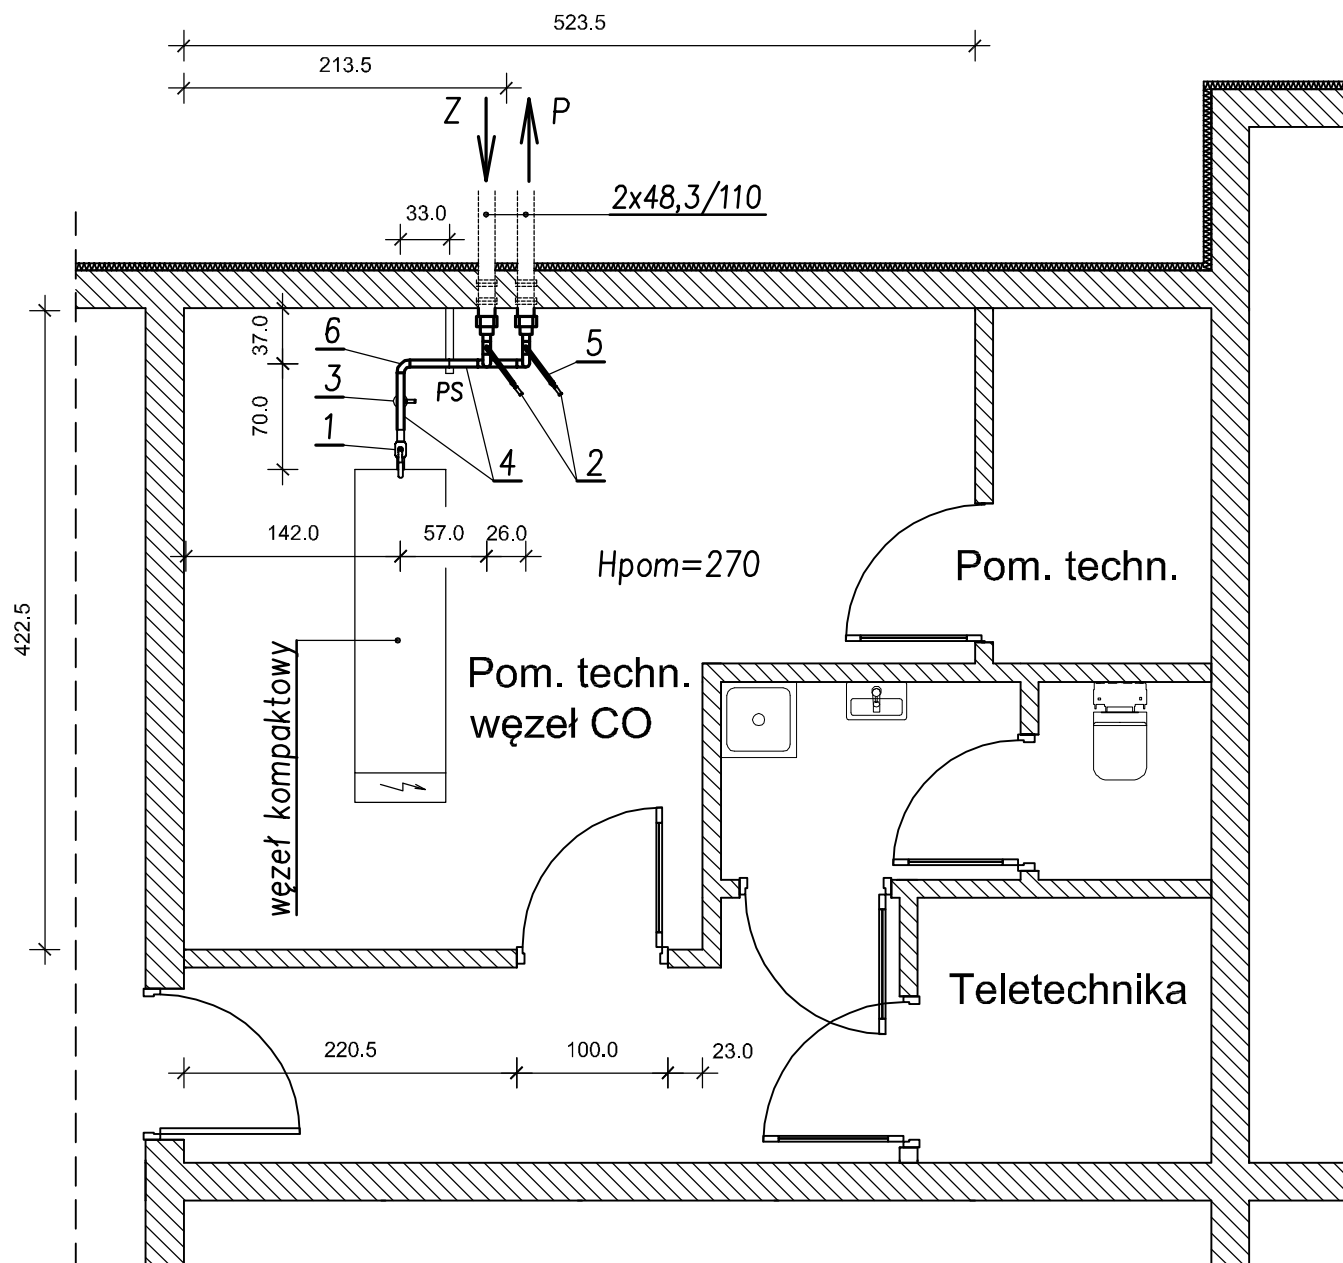 523.5
213.5
Z
P
2x48,3/110
33.0
37.0
6
5
3
PS
70.0
1
4
2
142.0
57.0
26.0
Hpom=270
Pom. techn.
422.5
węzeł kompaktowy
Pom. techn.
węzeł CO
Teletechnika
220.5
100.0
23.0